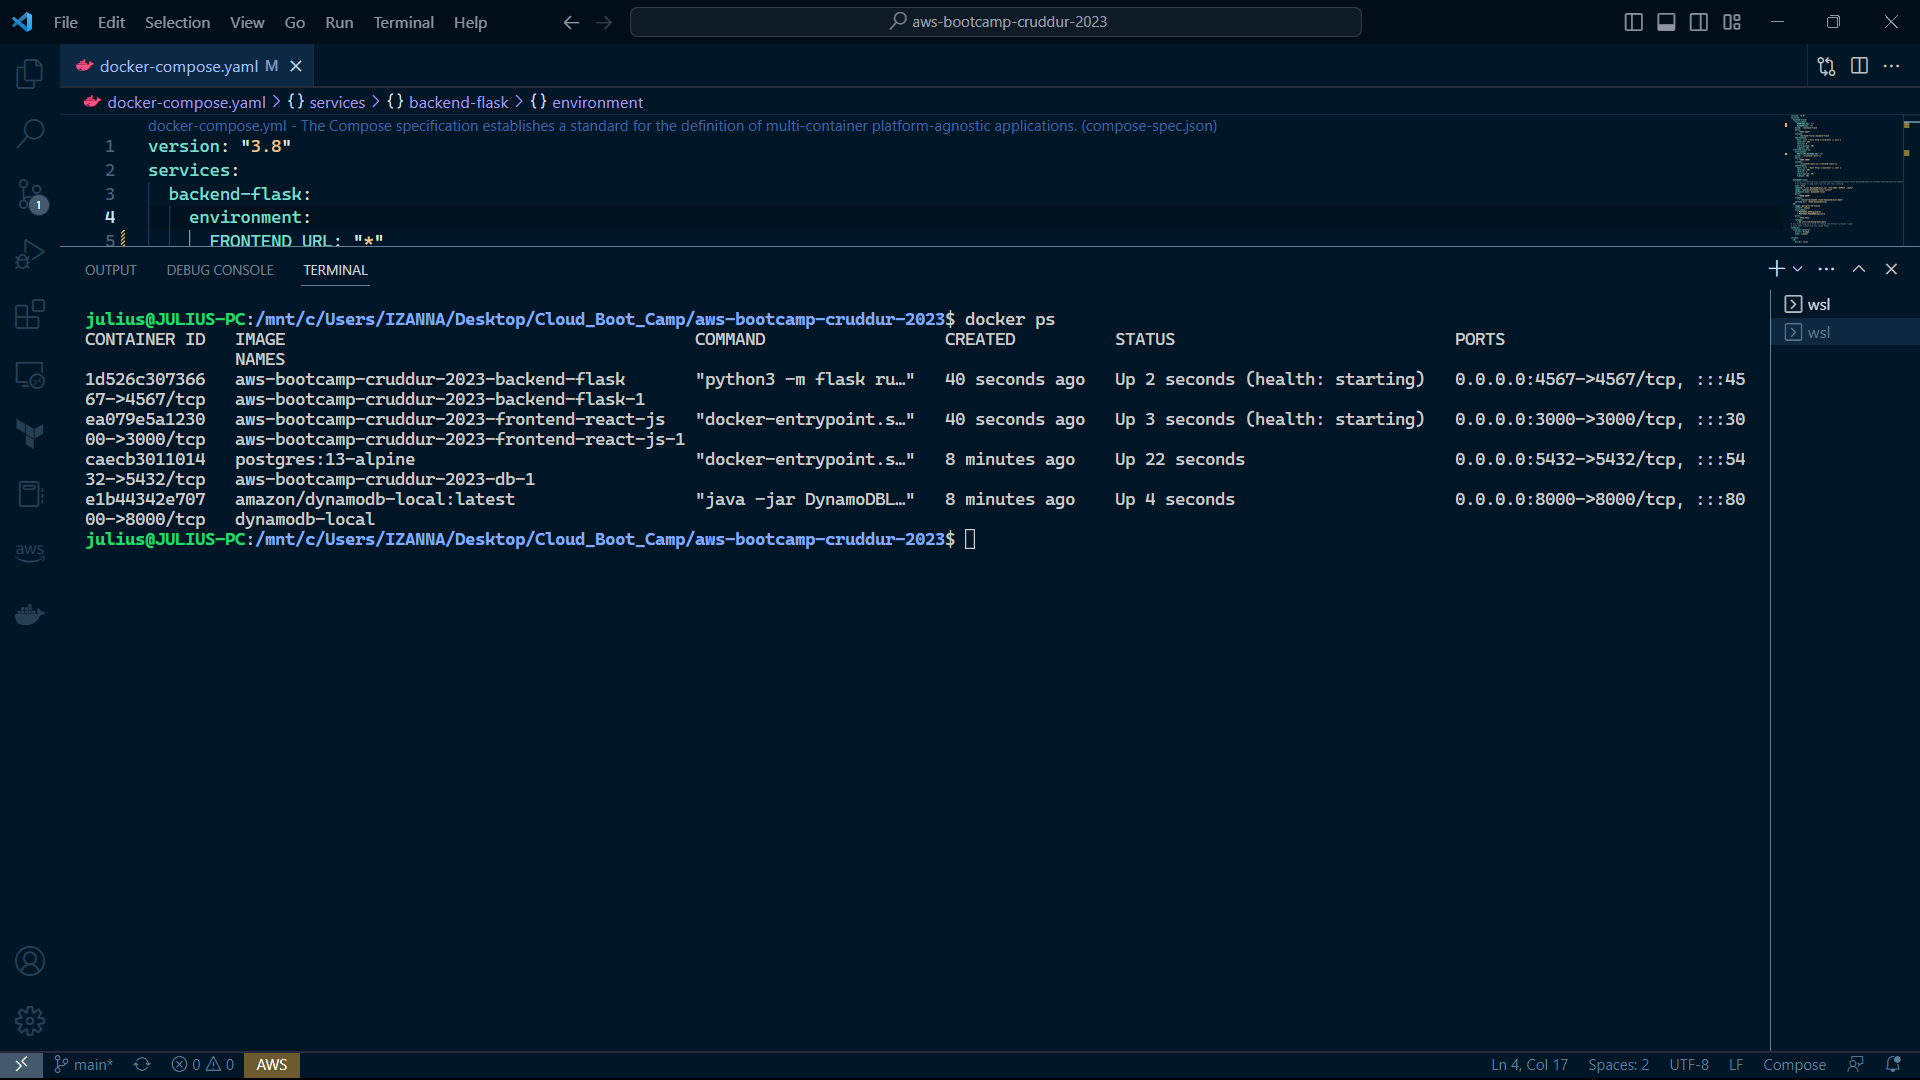 File Edit Selection View Go Run Terminal Help aws-bootcamp-cruddur-2023
docker-compose.yaml M
docker-compose.yaml > {} services > {} backend-flask > {} environment
docker-compose.yml - The Compose specification establishes a standard for the definition of multi-container platform-agnostic applications. (compose-spec.json)
1 version: "3.8"
2 services:
3 backend-flask:
4 environment:
5 FRONTEND_URL: "*"
1
OUTPUT DEBUG CONSOLE TERMINAL
wsl
wsl
julius@JULIUS-PC:/mnt/c/Users/IZANNA/Desktop/Cloud_Boot_Camp/aws-bootcamp-cruddur-2023$ docker ps
CONTAINER ID IMAGE COMMAND CREATED STATUS PORTS
NAMES
1d526c307366 aws-bootcamp-cruddur-2023-backend-flask "python3 -m flask ru…" 40 seconds ago Up 2 seconds (health: starting) 0.0.0.0:4567->4567/tcp, :::45
67->4567/tcp aws-bootcamp-cruddur-2023-backend-flask-1
ea079e5a1230 aws-bootcamp-cruddur-2023-frontend-react-js "docker-entrypoint.s…" 40 seconds ago Up 3 seconds (health: starting) 0.0.0.0:3000->3000/tcp, :::30
00->3000/tcp aws-bootcamp-cruddur-2023-frontend-react-js-1
caecb3011014 postgres:13-alpine "docker-entrypoint.s…" 8 minutes ago Up 22 seconds 0.0.0.0:5432->5432/tcp, :::54
32->5432/tcp aws-bootcamp-cruddur-2023-db-1
e1b44342e707 amazon/dynamodb-local:latest "java -jar DynamoDBL…" 8 minutes ago Up 4 seconds 0.0.0.0:8000->8000/tcp, :::80
00->8000/tcp dynamodb-local
julius@JULIUS-PC:/mnt/c/Users/IZANNA/Desktop/Cloud_Boot_Camp/aws-bootcamp-cruddur-2023$
aws
main* 0 0 AWS Ln 4, Col 17 Spaces: 2 UTF-8 LF Compose